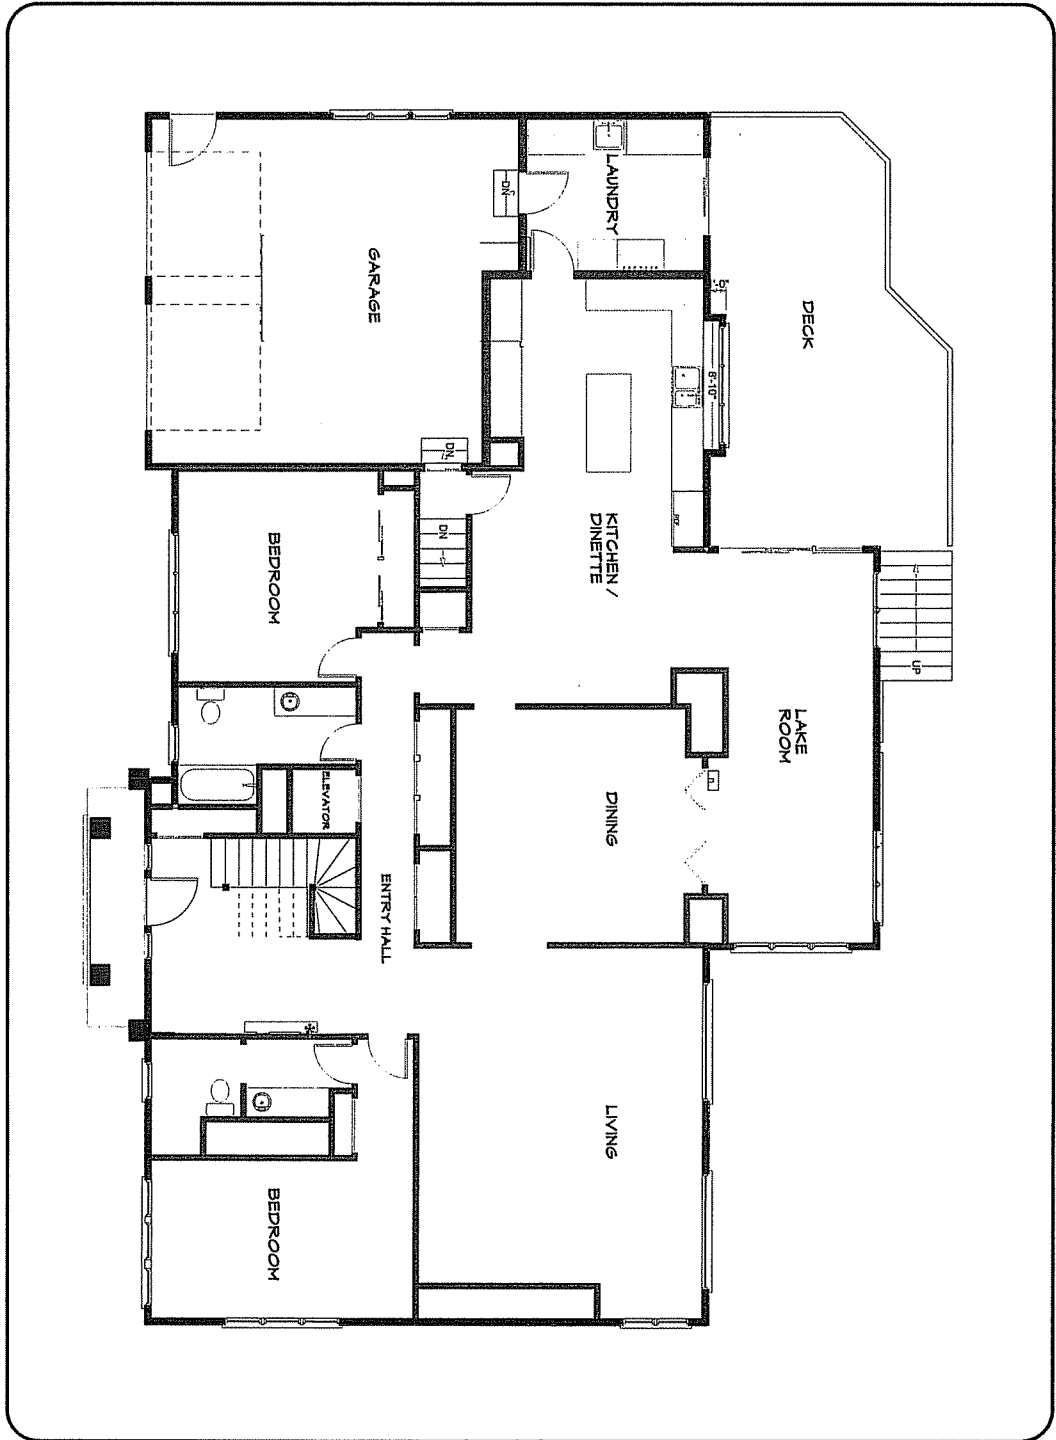 UP
DECK
LAKE
ROOM
8'-10"
REF
LAUNDRY
KITCHEN /
DINETTE
DINING
LIVING
DN
DN
DN
GARAGE
ENTRY HALL
ELEVATOR
BEDROOM
BEDROOM